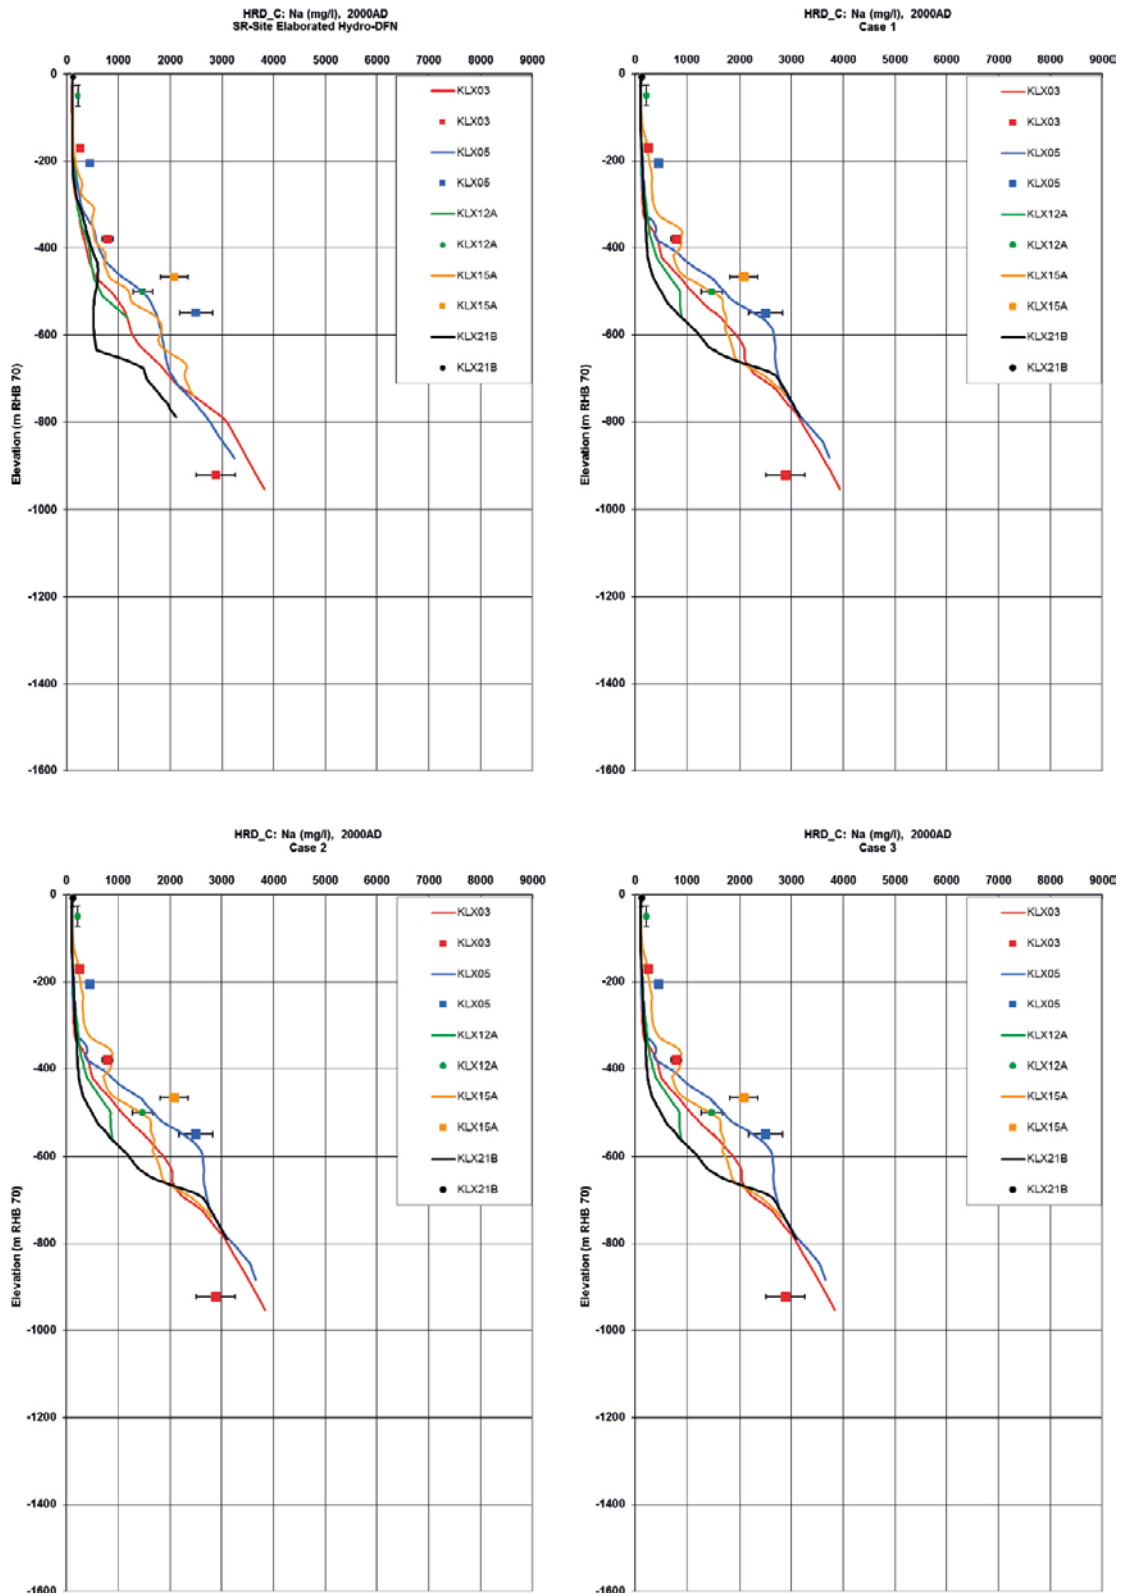 HRD_C: Na (mg/l), 2000AD
SR-Site Elaborated Hydro-DFN
0 1000 2000 3000 4000 5000 6000 7000 8000 9000
0
-200
-400
-600
-800
-1000
-1200
-1400
-1600
Elevation (m RHB 70)
KLX03
KLX03
KLX05
KLX05
KLX12A
KLX12A
KLX15A
KLX15A
KLX21B
KLX21B
HRD_C: Na (mg/l), 2000AD
Case 1
0 1000 2000 3000 4000 5000 6000 7000 8000 9000
0
-200
-400
-600
-800
-1000
-1200
-1400
-1600
Elevation (m RHB 70)
KLX03
KLX03
KLX05
KLX05
KLX12A
KLX12A
KLX15A
KLX15A
KLX21B
KLX21B
HRD_C: Na (mg/l), 2000AD
Case 2
0 1000 2000 3000 4000 5000 6000 7000 8000 9000
0
-200
-400
-600
-800
-1000
-1200
-1400
-1600
Elevation (m RHB 70)
KLX03
KLX03
KLX05
KLX05
KLX12A
KLX12A
KLX15A
KLX15A
KLX21B
KLX21B
HRD_C: Na (mg/l), 2000AD
Case 3
0 1000 2000 3000 4000 5000 6000 7000 8000 9000
0
-200
-400
-600
-800
-1000
-1200
-1400
-1600
Elevation (m RHB 70)
KLX03
KLX03
KLX05
KLX05
KLX12A
KLX12A
KLX15A
KLX15A
KLX21B
KLX21B